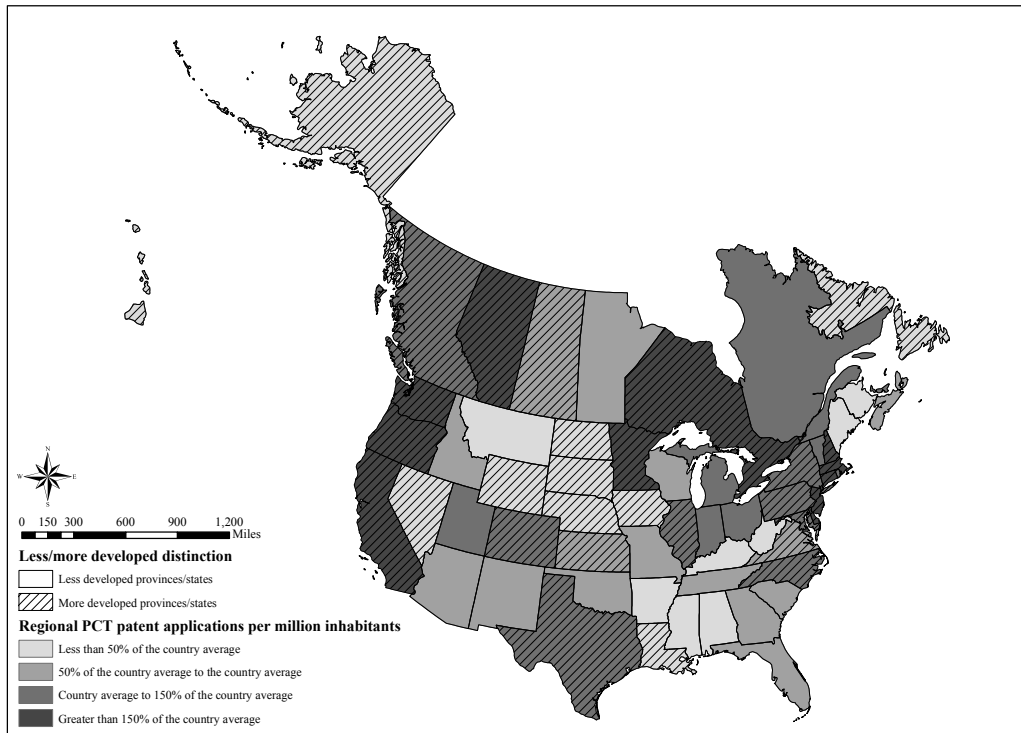 N
W E
S
0 150 300 600 900 1,200
Miles
Less/more developed distinction
Less developed provinces/states
More developed provinces/states
Regional PCT patent applications per million inhabitants
Less than 50% of the country average
50% of the country average to the country average
Country average to 150% of the country average
Greater than 150% of the country average